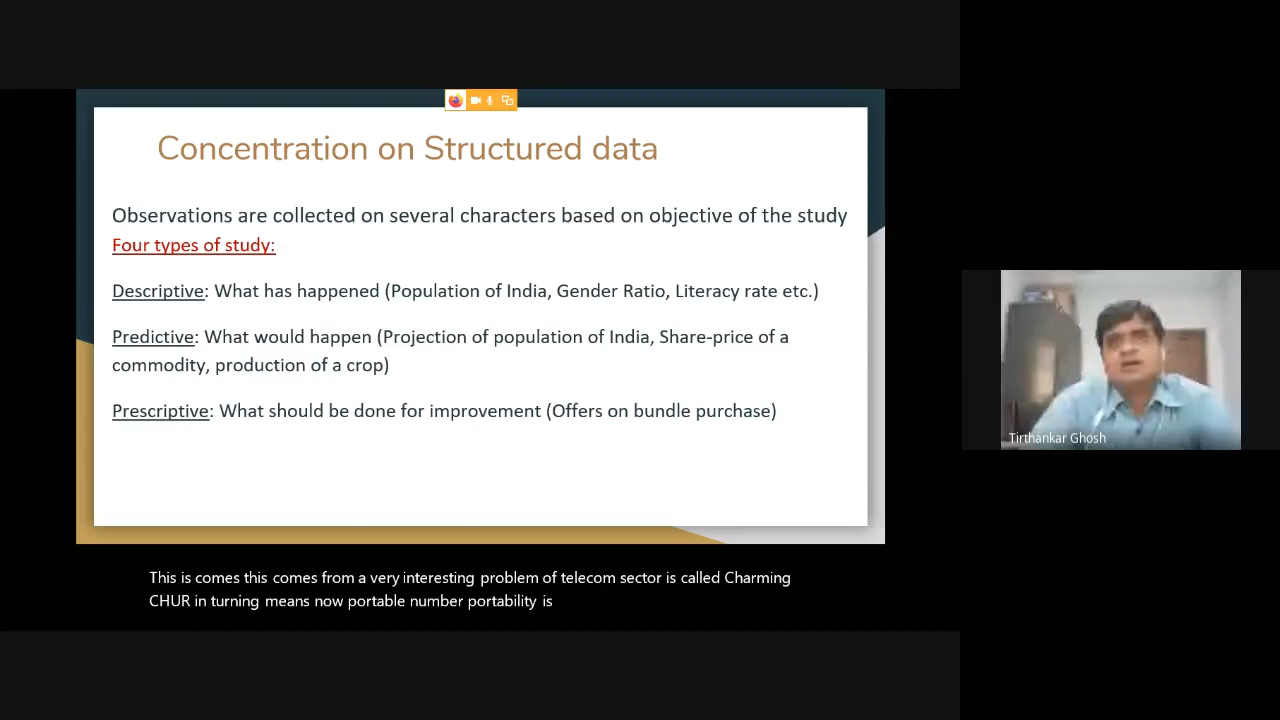 Concentration on Structured data
Observations are collected on several characters based on objective of the study
Four types of study:
Descriptive: What has happened (Population of India, Gender Ratio, Literacy rate etc.)
Predictive: What would happen (Projection of population of India, Share-price of a
commodity, production of a crop)
Prescriptive: What should be done for improvement (Offers on bundle purchase)
Tirthankar Ghosh
This is comes this comes from a very interesting problem of telecom sector is called Charming
CHUR in turning means now portable number portability is